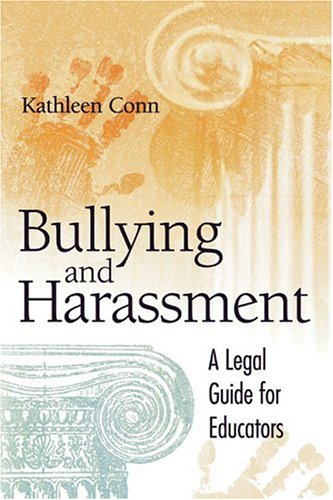 Kathleen Conn
Bullying
and
Harassment
A Legal
Guide for
Educators